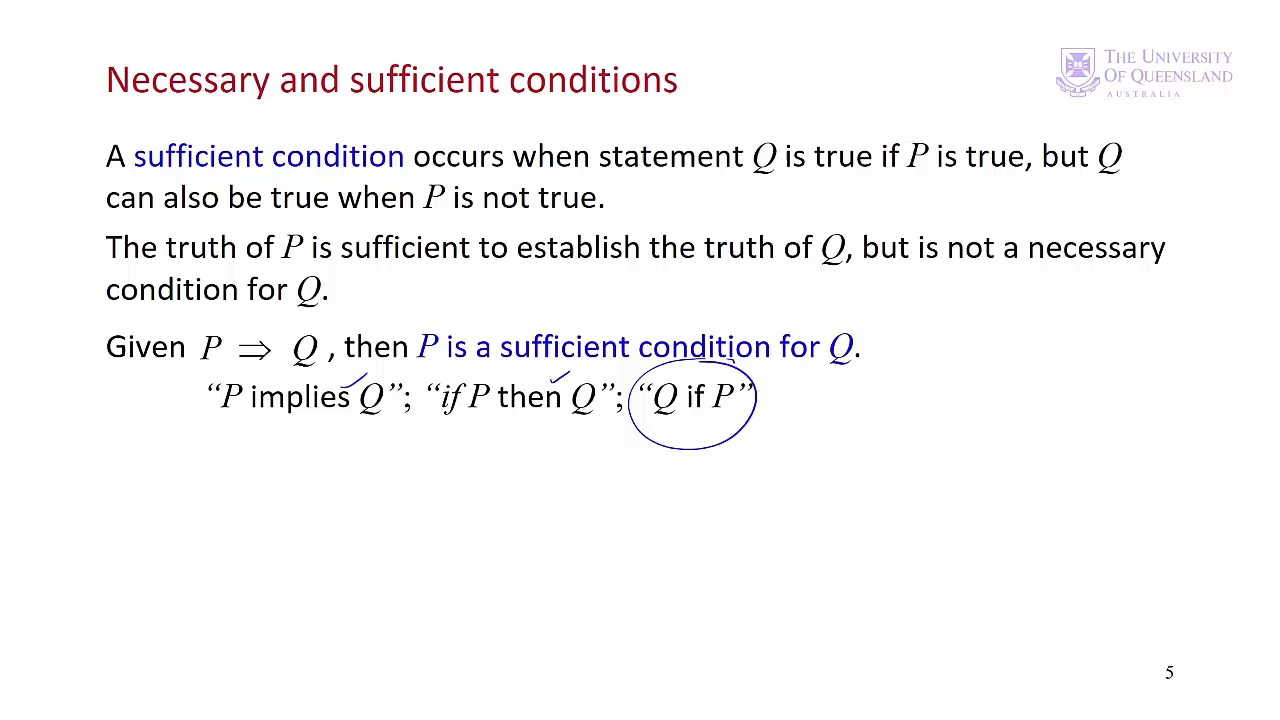 Necessary and sufficient conditions
THE UNIVERSITY
OF QUEENSLAND
AUSTRALIA
A sufficient condition occurs when statement Q is true if P is true, but Q
can also be true when P is not true.
The truth of P is sufficient to establish the truth of Q, but is not a necessary
condition for Q.
Given P ⇒ Q , then P is a sufficient condition for Q.
“P implies Q”; “if P then Q”; “Q if P”
5